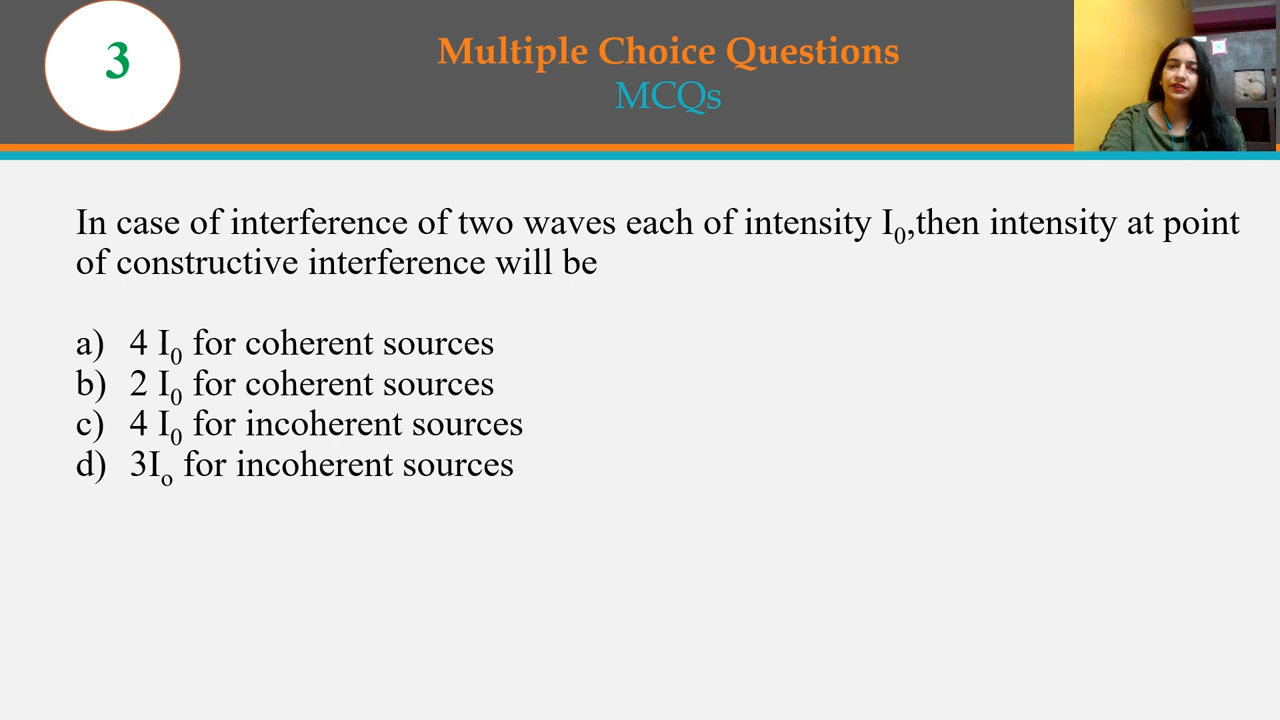 3
Multiple Choice Questions
MCQs
In case of interference of two waves each of intensity I₀,then intensity at point
of constructive interference will be
a) 4 I₀ for coherent sources
b) 2 I₀ for coherent sources
c) 4 I₀ for incoherent sources
d) 3Iₒ for incoherent sources